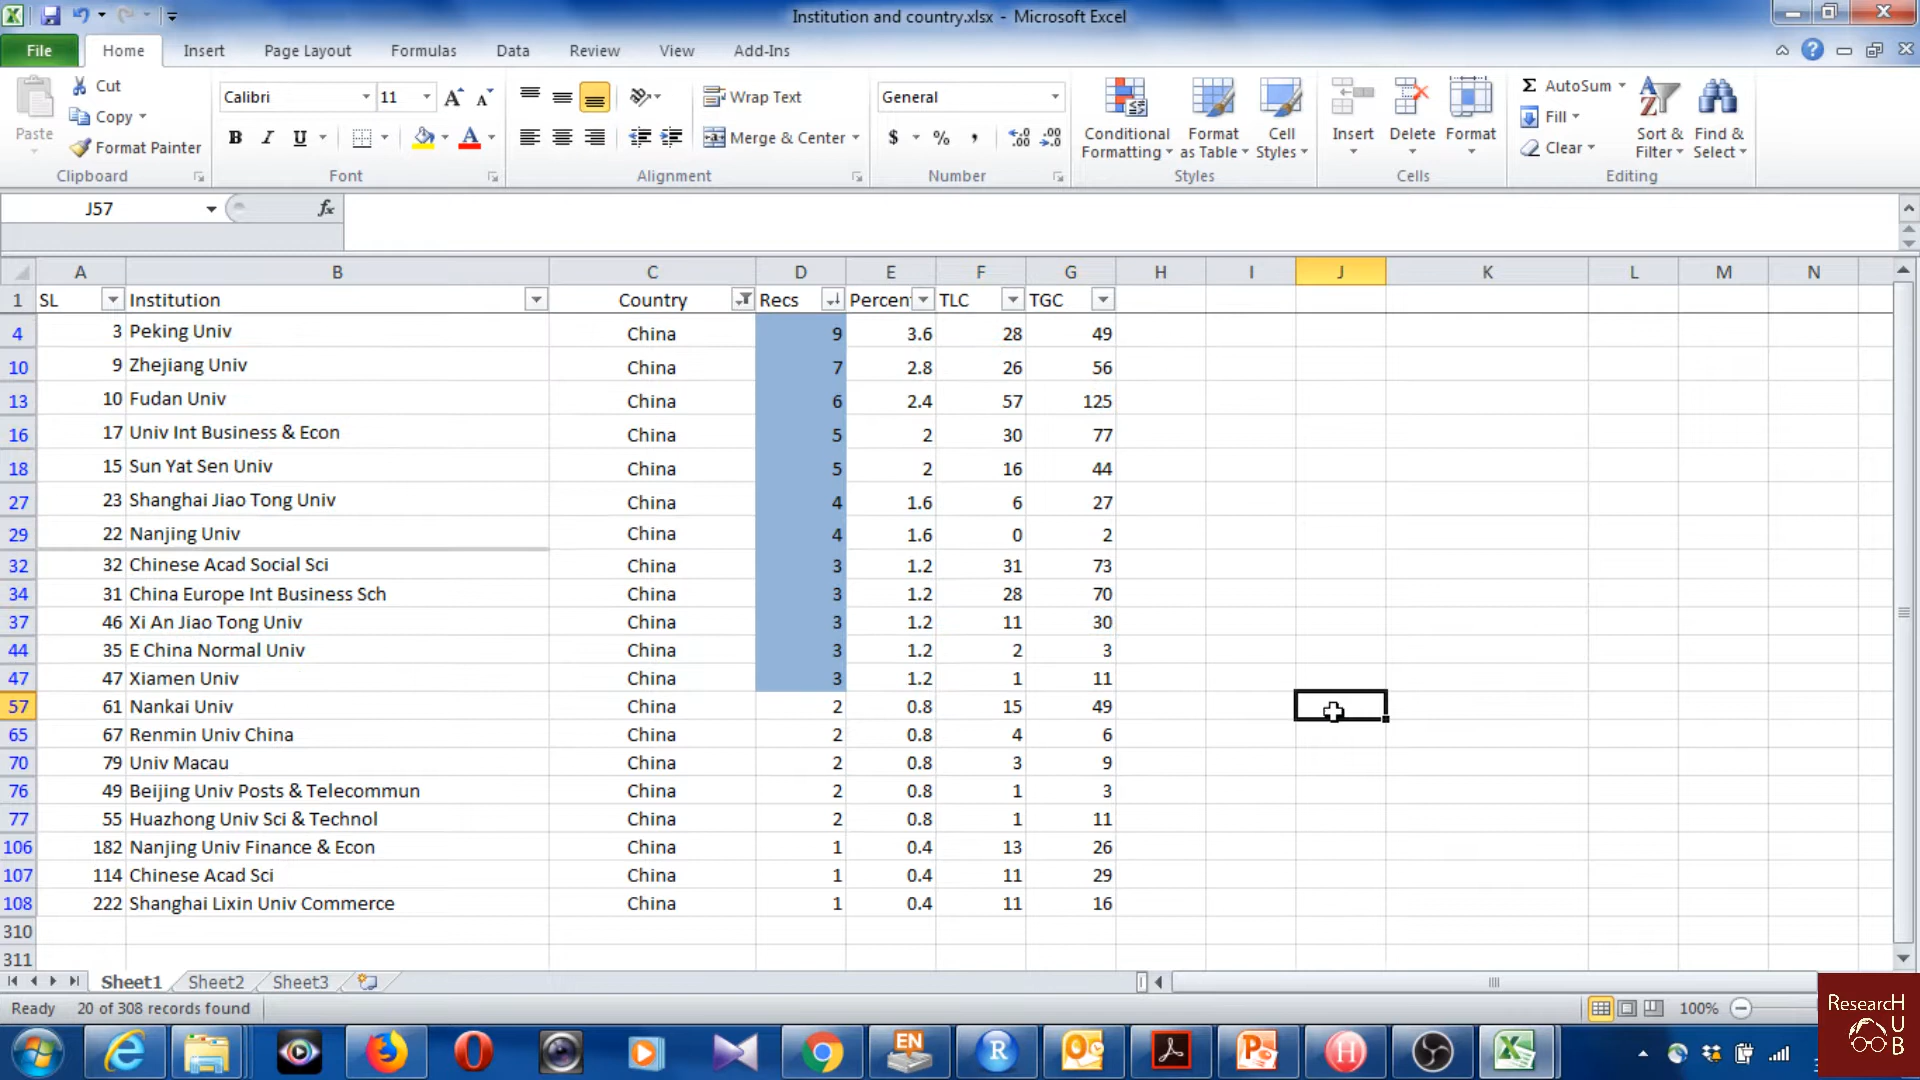 Institution and country.xlsx - Microsoft Excel
File Home Insert Page Layout Formulas Data Review View Add-Ins
Paste
Cut
Copy
Format Painter
Clipboard
Calibri 11
B I U A
Font
Wrap Text
Merge & Center
Alignment
General
$ % ,
Number
Conditional Formatting
Format as Table
Cell Styles
Styles
Insert Delete Format
Cells
Σ AutoSum
Fill
Clear
Sort & Filter
Find & Select
Editing
J57 fx
A B C D E F G H I J K L M N
1 SL Institution Country Recs Percen TLC TGC
4 3 Peking Univ China 9 3.6 28 49
10 9 Zhejiang Univ China 7 2.8 26 56
13 10 Fudan Univ China 6 2.4 57 125
16 17 Univ Int Business & Econ China 5 2 30 77
18 15 Sun Yat Sen Univ China 5 2 16 44
27 23 Shanghai Jiao Tong Univ China 4 1.6 6 27
29 22 Nanjing Univ China 4 1.6 0 2
32 32 Chinese Acad Social Sci China 3 1.2 31 73
34 31 China Europe Int Business Sch China 3 1.2 28 70
37 46 Xi An Jiao Tong Univ China 3 1.2 11 30
44 35 E China Normal Univ China 3 1.2 2 3
47 47 Xiamen Univ China 3 1.2 1 11
57 61 Nankai Univ China 2 0.8 15 49
65 67 Renmin Univ China China 2 0.8 4 6
70 79 Univ Macau China 2 0.8 3 9
76 49 Beijing Univ Posts & Telecommun China 2 0.8 1 3
77 55 Huazhong Univ Sci & Technol China 2 0.8 1 11
106 182 Nanjing Univ Finance & Econ China 1 0.4 13 26
107 114 Chinese Acad Sci China 1 0.4 11 29
108 222 Shanghai Lixin Univ Commerce China 1 0.4 11 16
310
311
Sheet1 Sheet2 Sheet3
Ready 20 of 308 records found 100%
ResearcH
U
B
EN